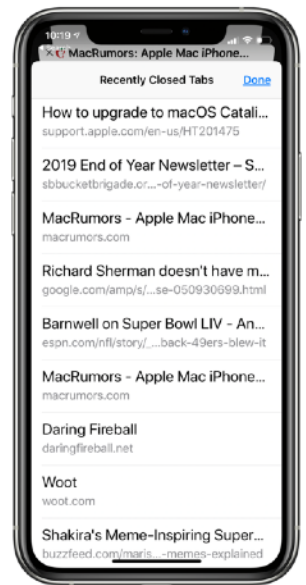 10:19
MacRumors: Apple Mac iPhone...
Recently Closed Tabs Done
How to upgrade to macOS Catali...
support.apple.com/en-us/HT201475
2019 End of Year Newsletter – S...
sbbucketbrigade.or...-of-year-newsletter/
MacRumors - Apple Mac iPhone...
macrumors.com
Richard Sherman doesn't have m...
google.com/amp/s/...se-050930699.html
Barnwell on Super Bowl LIV - An...
espn.com/nfl/story/_...back-49ers-blew-it
MacRumors - Apple Mac iPhone...
macrumors.com
Daring Fireball
daringfireball.net
Woot
woot.com
Shakira's Meme-Inspiring Super...
buzzfeed.com/maris...-memes-explained